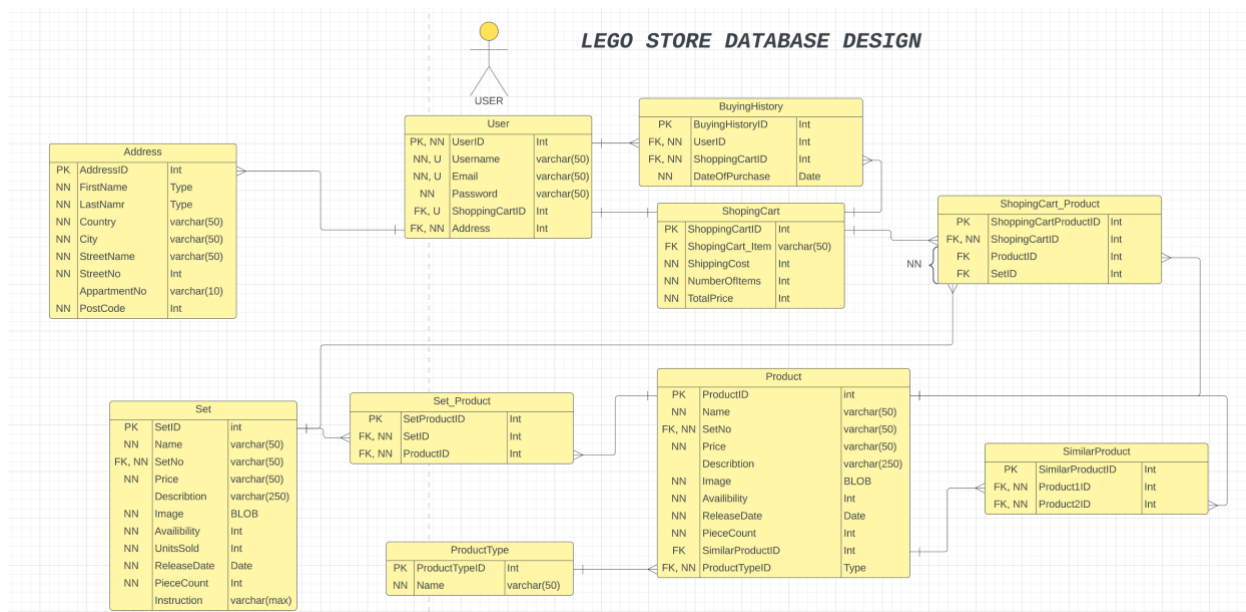 LEGO STORE DATABASE DESIGN
USER
User
PK, NN UserID Int
NN, U Username varchar(50)
NN, U Email varchar(50)
NN Password varchar(50)
FK, U ShoppingCartID Int
FK, NN Address Int
BuyingHistory
PK BuyingHistoryID Int
FK, NN UserID Int
FK, NN ShoppingCartID Int
NN DateOfPurchase Date
Address
PK AddressID Int
NN FirstName Type
NN LastNamr Type
NN Country varchar(50)
NN City varchar(50)
NN StreetName varchar(50)
NN StreetNo Int
AppartmentNo varchar(10)
NN PostCode Int
ShopingCart
PK ShoppingCartID Int
FK ShopingCart_Item varchar(50)
NN ShippingCost Int
NN NumberOfItems Int
NN TotalPrice Int
ShopingCart_Product
PK ShoppingCartProductID Int
FK, NN ShopingCartID Int
FK ProductID Int
NN
FK SetID Int
Set
PK SetID int
NN Name varchar(50)
FK, NN SetNo varchar(50)
NN Price varchar(50)
Describtion varchar(250)
NN Image BLOB
NN Availibility Int
NN UnitsSold Int
NN ReleaseDate Date
NN PieceCount Int
Instruction varchar(max)
Set_Product
PK SetProductID Int
FK, NN SetID Int
FK, NN ProductID Int
Product
PK ProductID int
NN Name varchar(50)
FK, NN SetNo varchar(50)
NN Price varchar(50)
Describtion varchar(250)
NN Image BLOB
NN Availibility Int
NN ReleaseDate Date
NN PieceCount Int
FK SimilarProductID Int
FK, NN ProductTypeID Type
SimilarProduct
PK SimilarProductID Int
FK, NN Product1ID Int
FK, NN Product2ID Int
ProductType
PK ProductTypeID Int
NN Name varchar(50)